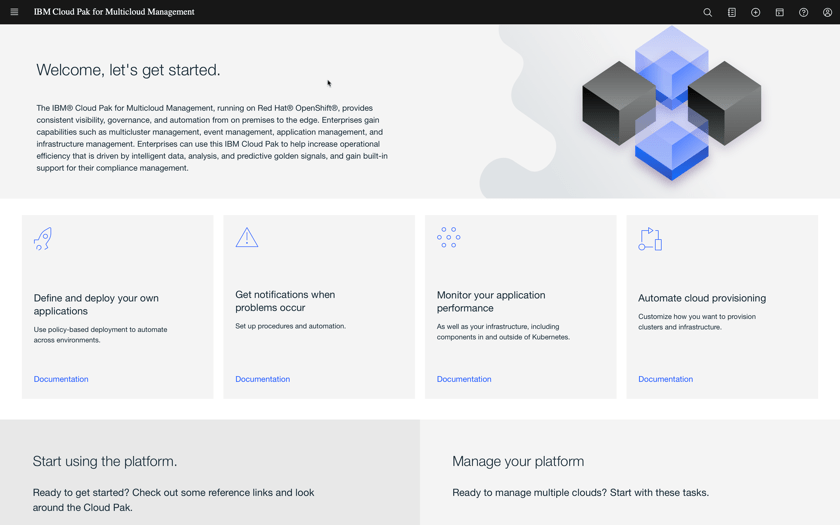 IBM Cloud Pak for Multicloud Management
Welcome, let's get started.
The IBM® Cloud Pak for Multicloud Management, running on Red Hat® OpenShift®, provides
consistent visibility, governance, and automation from on premises to the edge. Enterprises gain
capabilities such as multicluster management, event management, application management, and
infrastructure management. Enterprises can use this IBM Cloud Pak to help increase operational
efficiency that is driven by intelligent data, analysis, and predictive golden signals, and gain built-in
support for their compliance management.
Define and deploy your own
applications
Use policy-based deployment to automate
across environments.
Documentation
Get notifications when
problems occur
Set up procedures and automation.
Documentation
Monitor your application
performance
As well as your infrastructure, including
components in and outside of Kubernetes.
Documentation
Automate cloud provisioning
Customize how you want to provision
clusters and infrastructure.
Documentation
Start using the platform.
Ready to get started? Check out some reference links and look
around the Cloud Pak.
Manage your platform
Ready to manage multiple clouds? Start with these tasks.